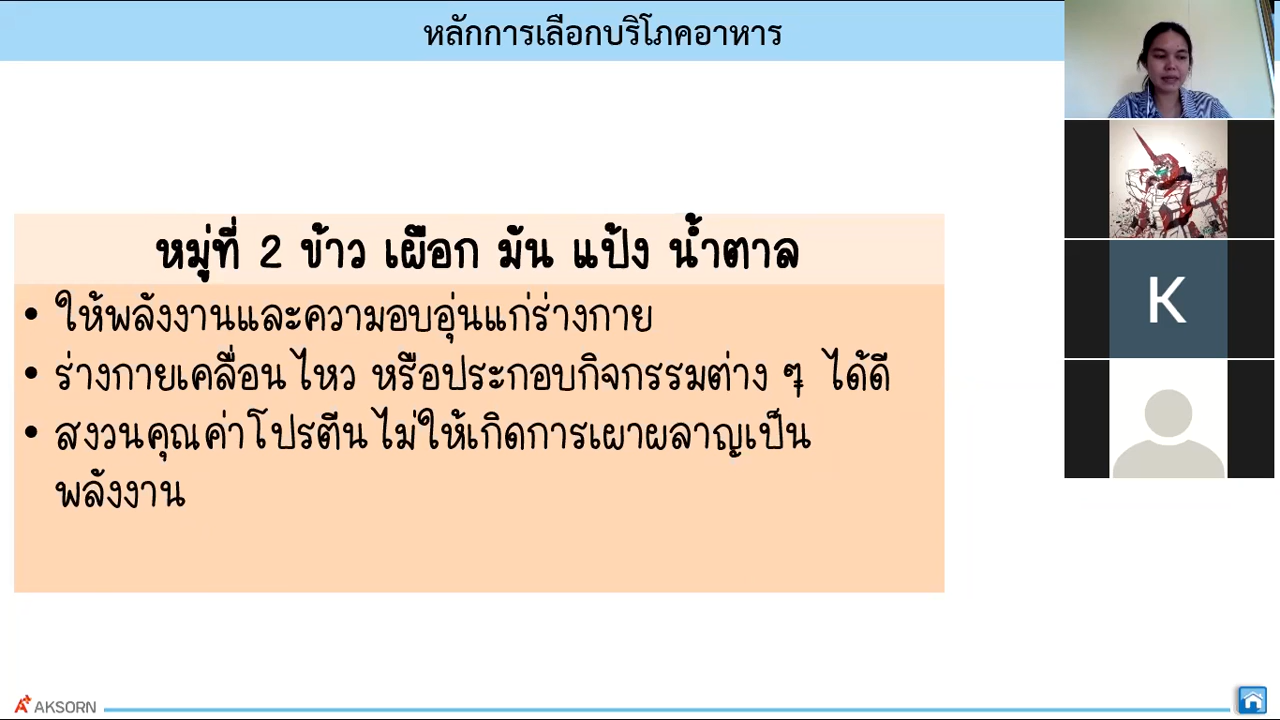 หลักการเลือกบริโภคอาหาร
หมู่ที่ 2 ข้าว เผือก มัน แป้ง น้ำตาล
• ให้พลังงานและความอบอุ่นแก่ร่างกาย
• ร่างกายเคลื่อนไหว หรือประกอบกิจกรรมต่าง ๆ ได้ดี
• สงวนคุณค่าโปรตีนไม่ให้เกิดการเผาผลาญเป็น
พลังงาน
K
AKSORN